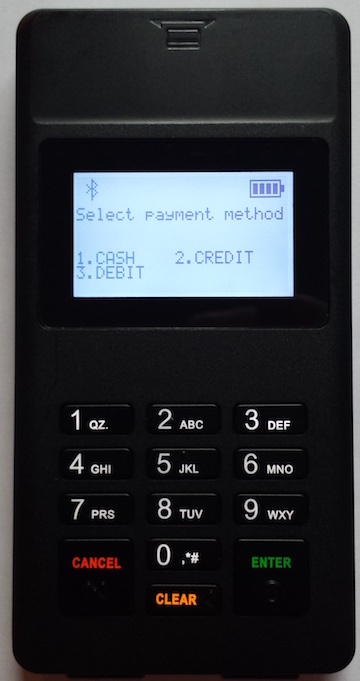 Select payment method
1.CASH 2.CREDIT
3.DEBIT
1 QZ. 2 ABC 3 DEF
4 GHI 5 JKL 6 MNO
7 PRS 8 TUV 9 WXY
CANCEL 0 ,*# ENTER
CLEAR